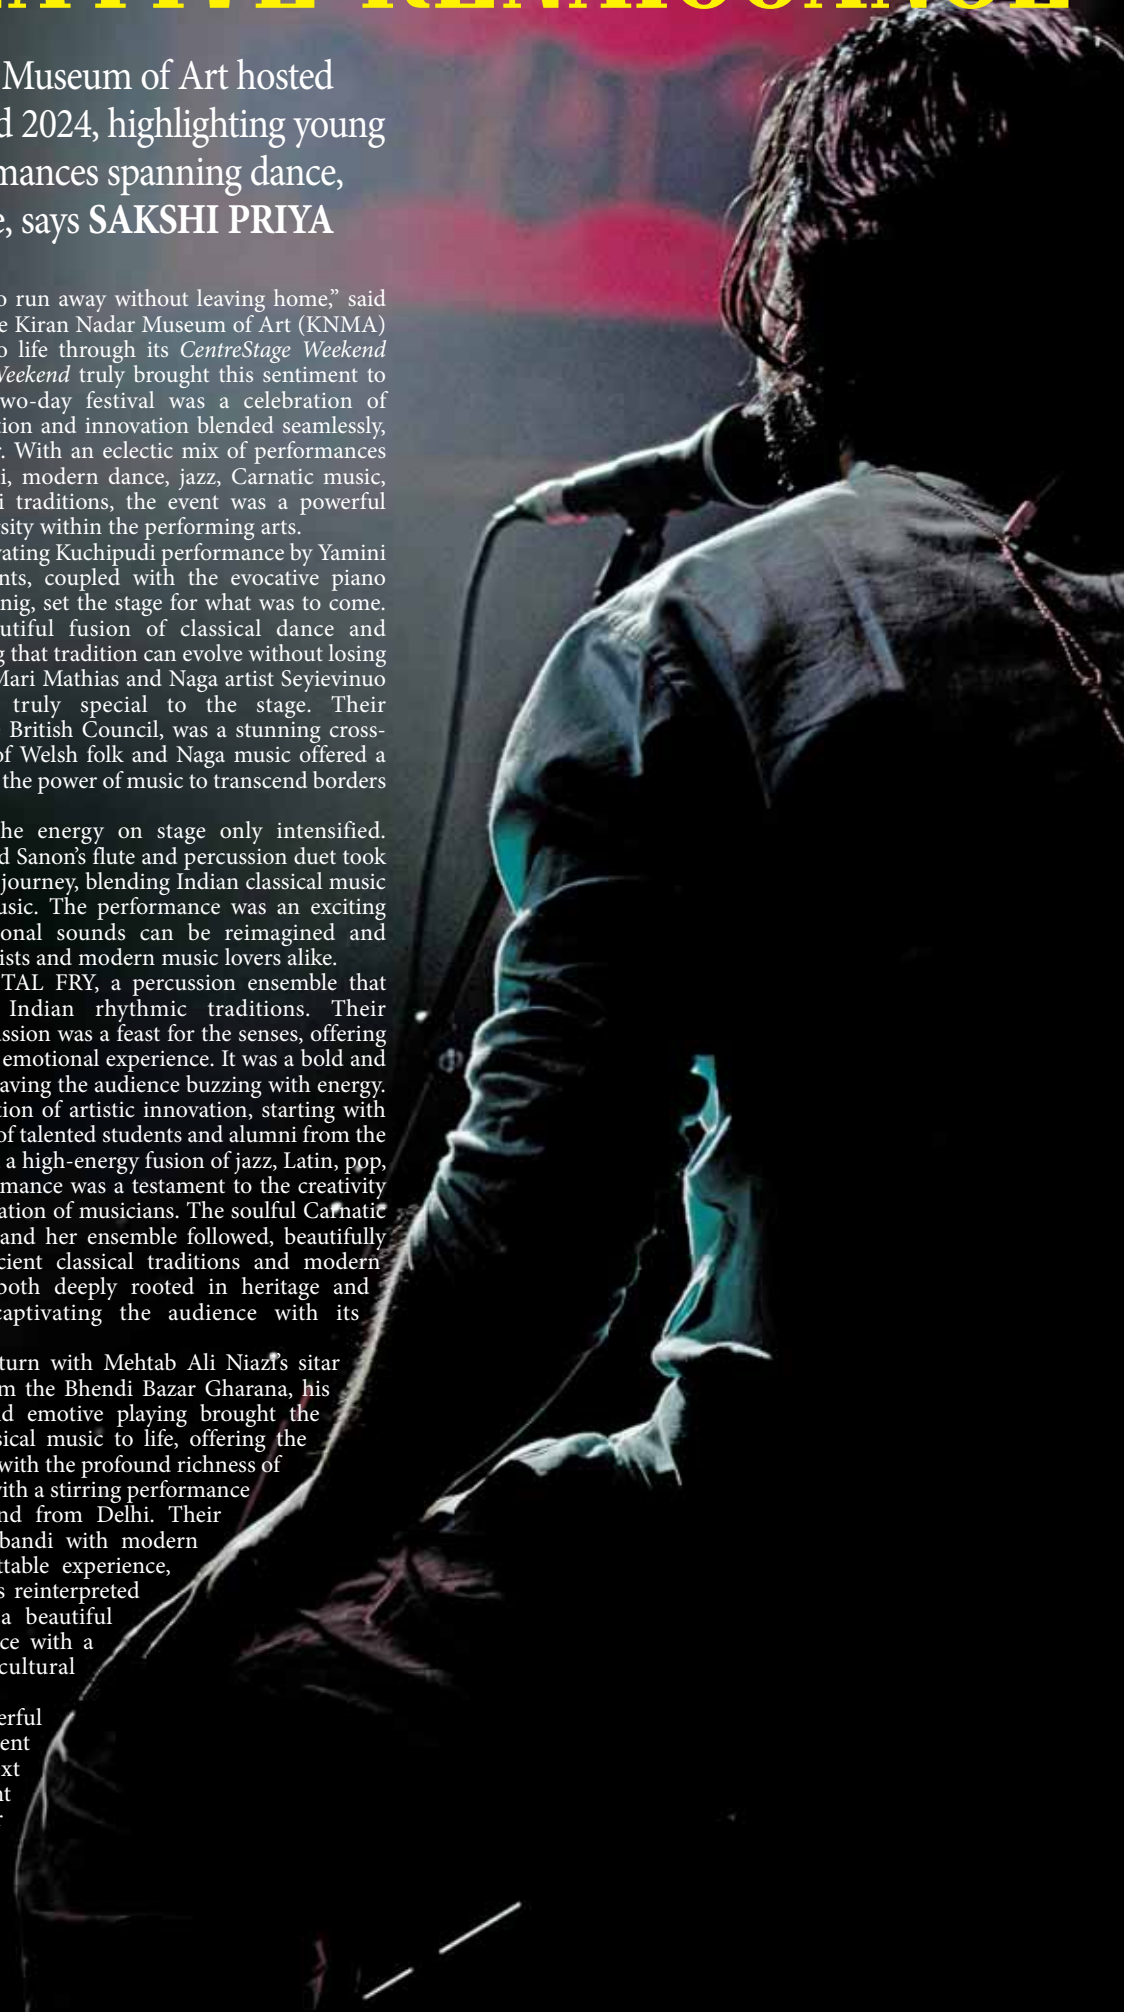 Museum of Art hosted
d 2024, highlighting young
mances spanning dance,
e, says SAKSHI PRIYA
o run away without leaving home,” said
e Kiran Nadar Museum of Art (KNMA)
o life through its CentreStage Weekend
Weekend truly brought this sentiment to
wo-day festival was a celebration of
tion and innovation blended seamlessly,
r. With an eclectic mix of performances
i, modern dance, jazz, Carnatic music,
i traditions, the event was a powerful
sity within the performing arts.
vating Kuchipudi performance by Yamini
nts, coupled with the evocative piano
nig, set the stage for what was to come.
utiful fusion of classical dance and
g that tradition can evolve without losing
Mari Mathias and Naga artist Seyievinuo
truly special to the stage. Their
British Council, was a stunning cross-
of Welsh folk and Naga music offered a
the power of music to transcend borders
he energy on stage only intensified.
d Sanon’s flute and percussion duet took
journey, blending Indian classical music
usic. The performance was an exciting
onal sounds can be reimagined and
ists and modern music lovers alike.
TAL FRY, a percussion ensemble that
Indian rhythmic traditions. Their
ussion was a feast for the senses, offering
emotional experience. It was a bold and
aving the audience buzzing with energy.
tion of artistic innovation, starting with
of talented students and alumni from the
a high-energy fusion of jazz, Latin, pop,
mance was a testament to the creativity
ation of musicians. The soulful Carnatic
and her ensemble followed, beautifully
cient classical traditions and modern
both deeply rooted in heritage and
captivating the audience with its
turn with Mehtab Ali Niazi’s sitar
m the Bhendi Bazar Gharana, his
nd emotive playing brought the
sical music to life, offering the
with the profound richness of
with a stirring performance
nd from Delhi. Their
bandi with modern
ttable experience,
s reinterpreted
a beautiful
ce with a
cultural
erful
ent
xt
nt
r